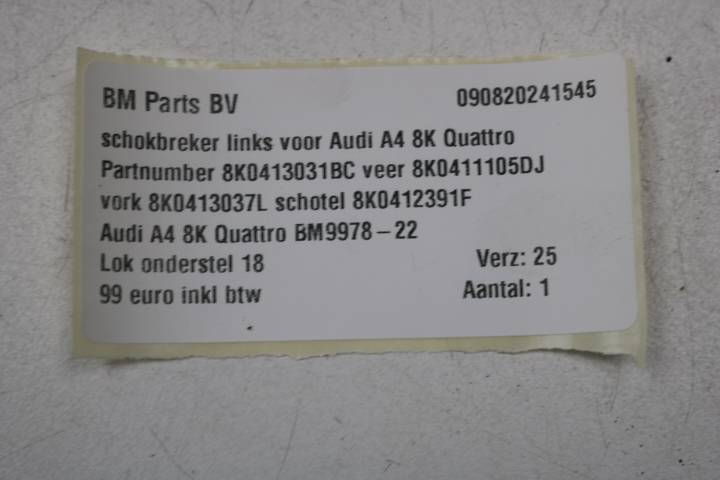 BM Parts BV 090820241545
schokbreker links voor Audi A4 8K Quattro
Partnumber 8K0413031BC veer 8K0411105DJ
vork 8K0413037L schotel 8K0412391F
Audi A4 8K Quattro BM9978-22
Lok onderstel 18 Verz: 25
99 euro inkl btw Aantal: 1